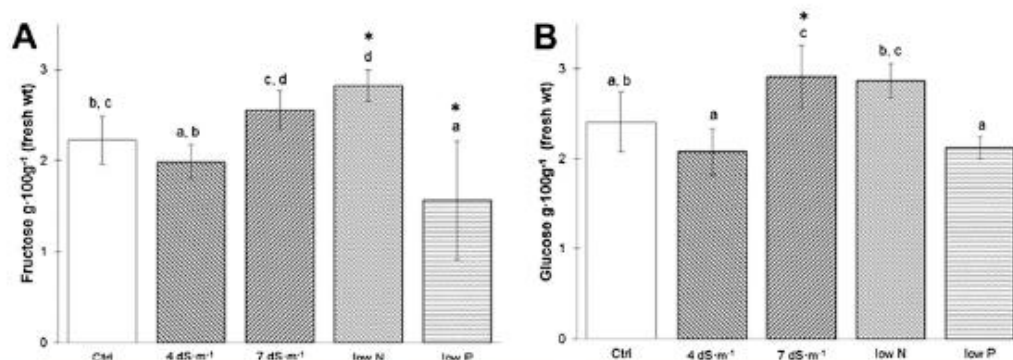 A
Fructose g·100g⁻¹ (fresh wt)
3
2
1
0
b, c
a, b
c, d
*
d
*
a
Ctrl
4 dS·m⁻¹
7 dS·m⁻¹
low N
low P
B
Glucose g·100g⁻¹ (fresh wt)
3
2
1
0
a, b
a
*
c
b, c
a
Ctrl
4 dS·m⁻¹
7 dS·m⁻¹
low N
low P